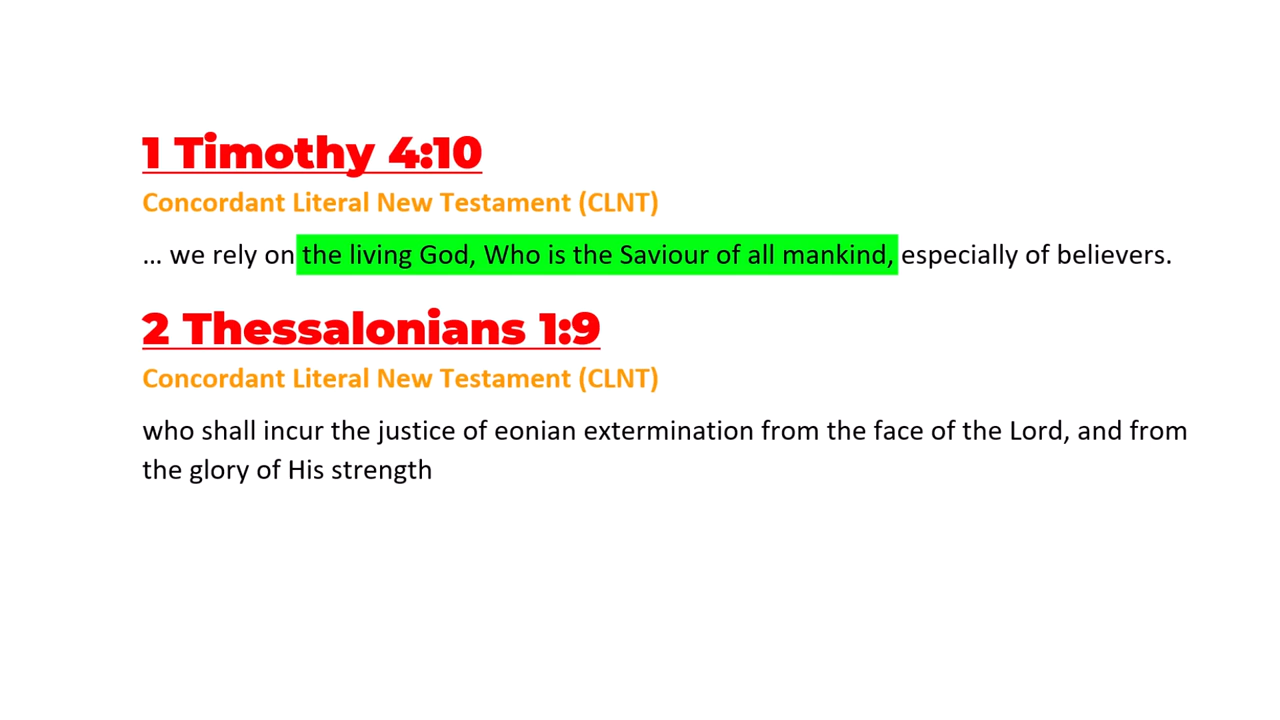 1 Timothy 4:10
Concordant Literal New Testament (CLNT)
... we rely on the living God, Who is the Saviour of all mankind, especially of believers.
2 Thessalonians 1:9
Concordant Literal New Testament (CLNT)
who shall incur the justice of eonian extermination from the face of the Lord, and from
the glory of His strength